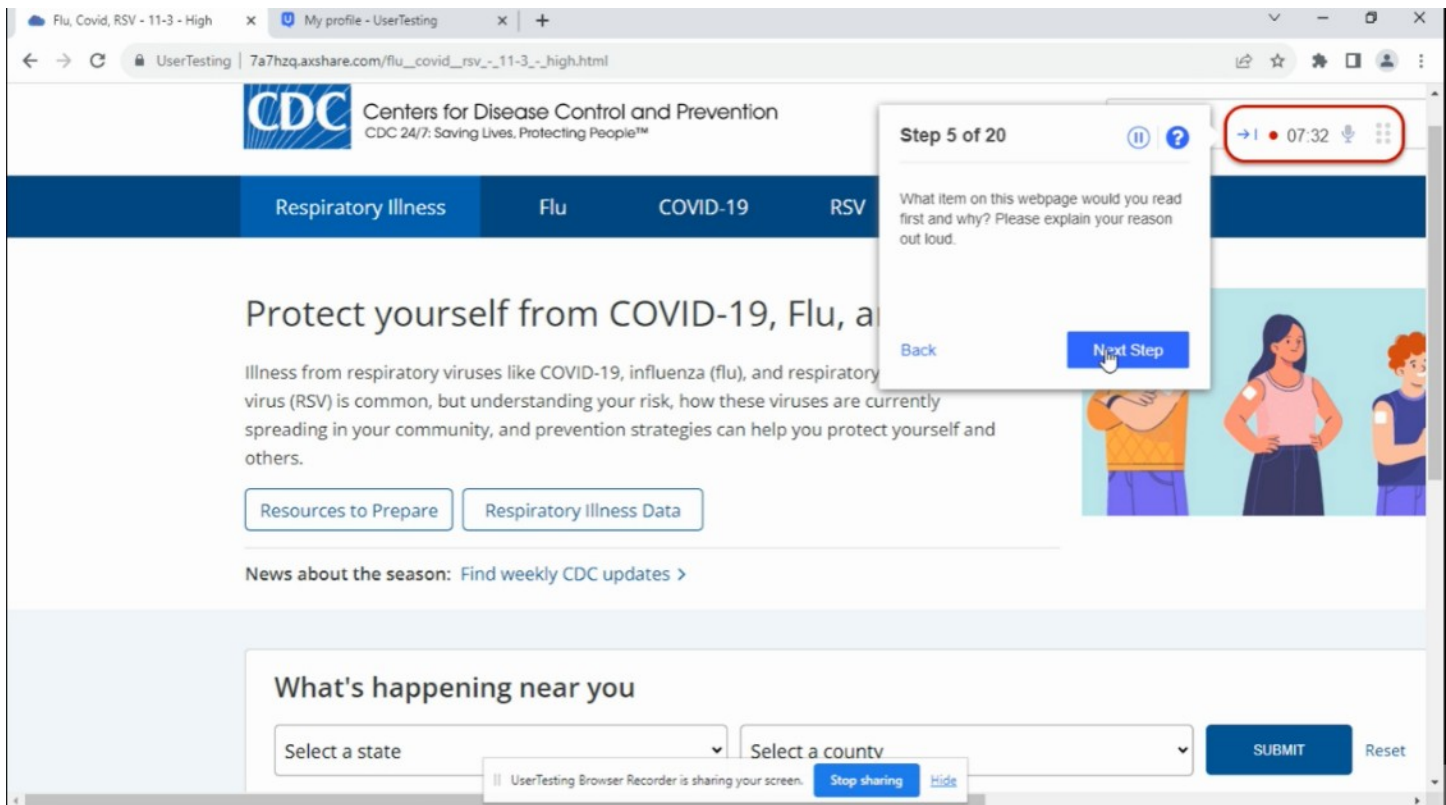 Flu, Covid, RSV - 11-3 - High
My profile - UserTesting
UserTesting 7a7hzq.axshare.com/flu__covid__rsv_-_11-3_-_high.html
CDC
Centers for Disease Control and Prevention
CDC 24/7: Saving Lives, Protecting People™
Step 5 of 20
07:32
What item on this webpage would you read
first and why? Please explain your reason
out loud.
Back
Next Step
Respiratory Illness Flu COVID-19 RSV
Protect yourself from COVID-19, Flu,
Illness from respiratory viruses like COVID-19, influenza (flu), and respiratory
virus (RSV) is common, but understanding your risk, how these viruses are currently
spreading in your community, and prevention strategies can help you protect yourself and
others.
Resources to Prepare
Respiratory Illness Data
News about the season: Find weekly CDC updates >
What's happening near you
Select a state
Select a county
SUBMIT
Reset
UserTesting Browser Recorder is sharing your screen. Stop sharing Hide